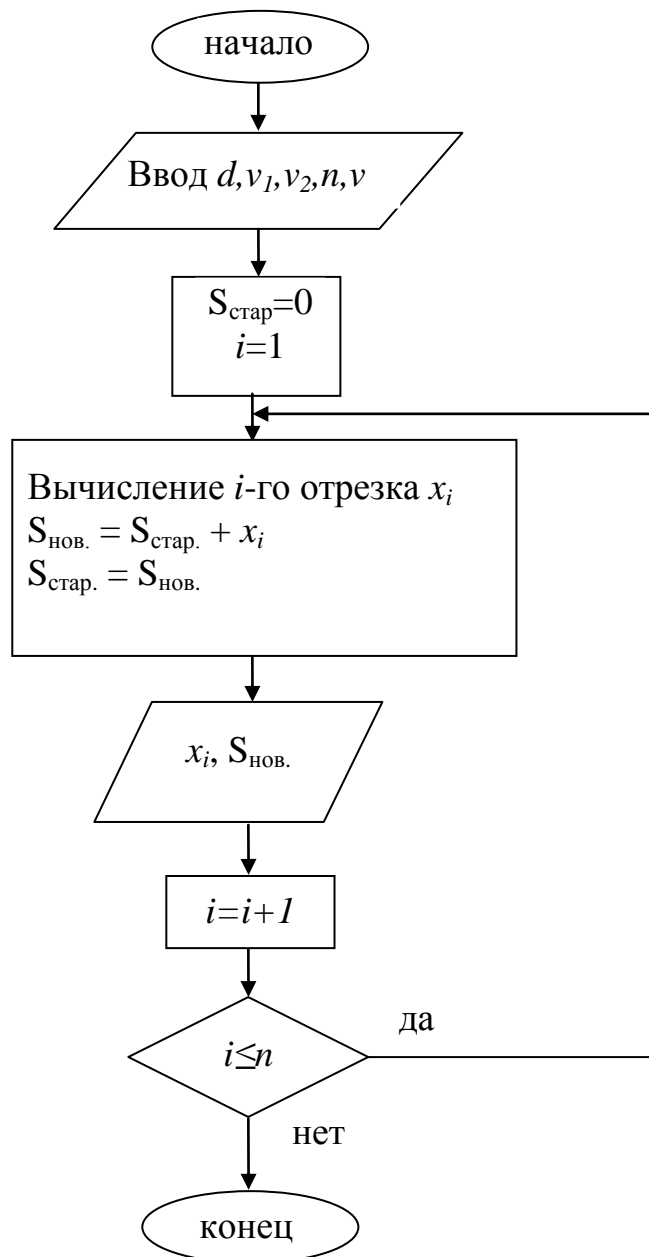 начало
Ввод d,v₁,v₂,n,v
Sстар=0
i=1
Вычисление i-го отрезка xᵢ
Sнов. = Sстар. + xᵢ
Sстар. = Sнов.
xᵢ, Sнов.
i=i+1
да
i≤n
нет
конец